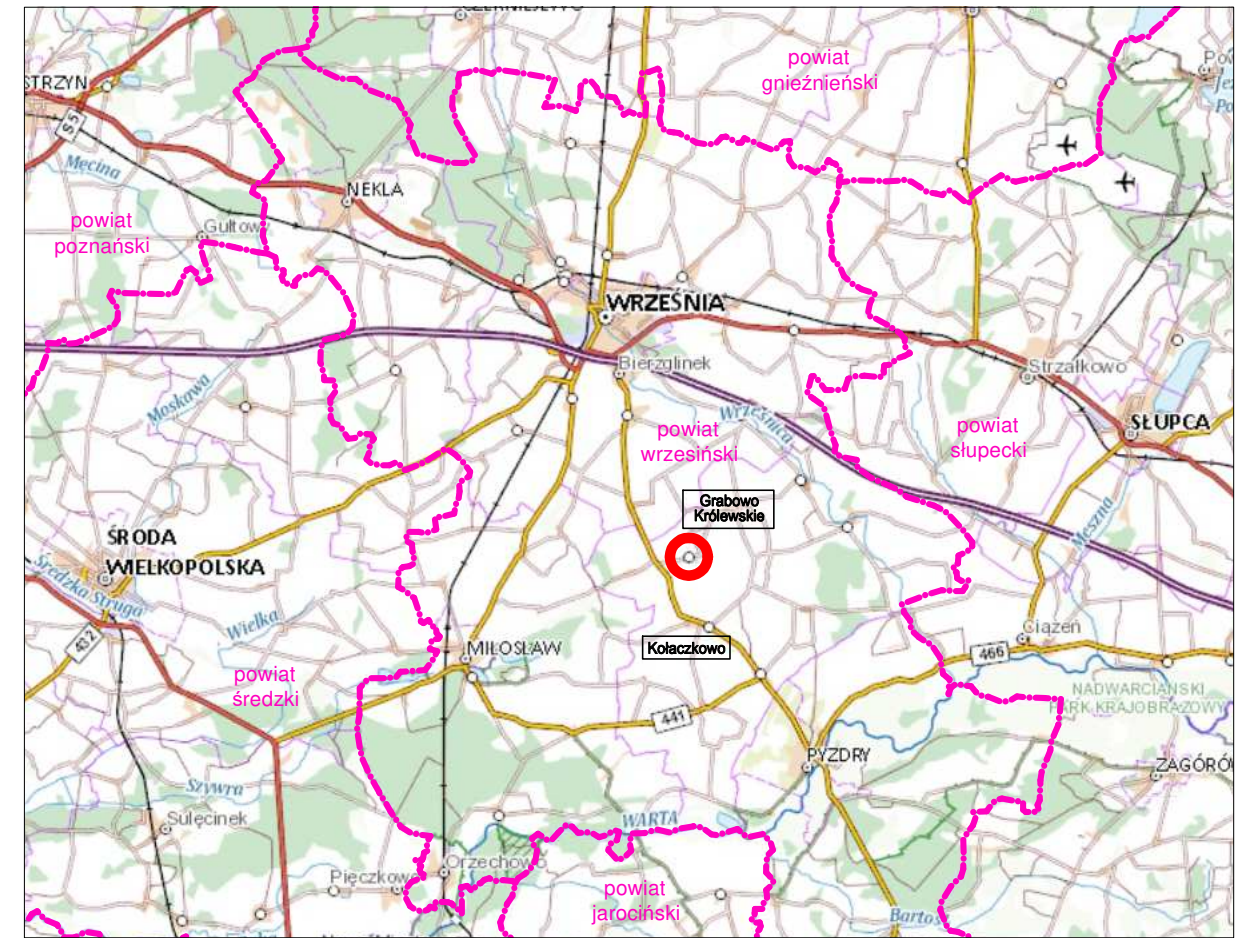 powiat
gnieźnieński
STRZYN
S5
Męcina
NEKLA
powiat
poznański
Gułtowy
WRZEŚNIA
Bierzglinek
Strzałkowo
Moskawa
Wrześnica
SŁUPCA
powiat
wrzesiński
powiat
słupecki
Grabowo
Królewskie
Meszna
ŚRODA
WIELKOPOLSKA
Średzka Struga
Wielka
432
Kołaczkowo
MIŁOSŁAW
Ciążeń
466
powiat
średzki
NADWARCIAŃSKI
PARK KRAJOBRAZOWY
441
PYZDRY
ZAGÓRÓW
Szywra
Sulęcinek
WARTA
Orzechowo
Pięczkowo
powiat
jarociński
Bartos